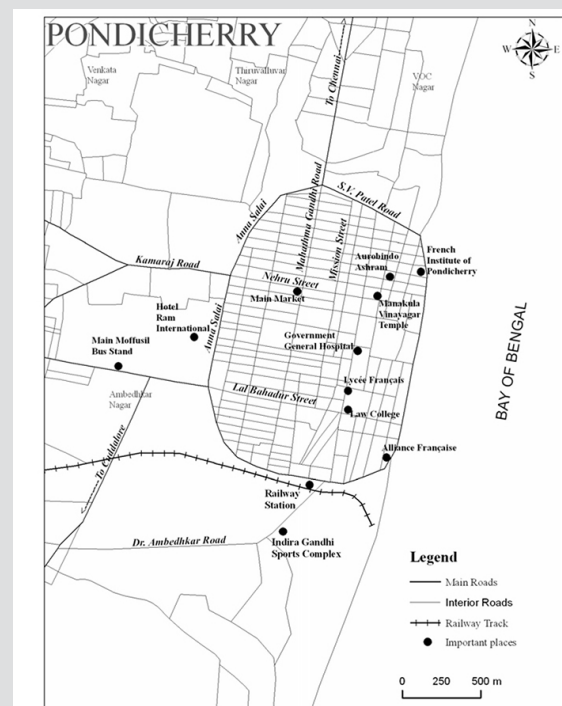 PONDICHERRY
N
W
E
S
Venkata
Nagar
Thiruvalluvar
Nagar
To Chennai
VOC
Nagar
S.V. Patel Road
Anna Salai
Mahathma Gandhi Road
Mission Street
French
Institute of
Pondicherry
Aurobindo
Ashram
Kamaraj Road
Nehru Street
Main Market
Manakula
Vinayagar
Temple
Hotel
Ram
International
Anna Salai
Government
General Hospital
Main Moffusil
Bus Stand
BAY OF BENGAL
Lycée Français
Ambedhkar
Nagar
Lal Bahadur Street
Law College
To Cuddalore
Alliance Française
Railway
Station
Dr. Ambedhkar Road
Indira Gandhi
Sports Complex
Legend
Main Roads
Interior Roads
Railway Track
Important places
0 250 500 m